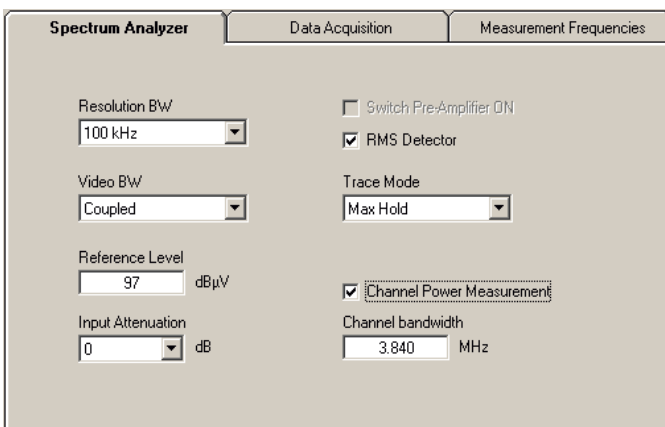 Spectrum Analyzer
Data Acquisition
Measurement Frequencies
Resolution BW
100 kHz
Switch Pre-Amplifier ON
RMS Detector
Video BW
Coupled
Trace Mode
Max Hold
Reference Level
97 dBµV
Channel Power Measurement
Input Attenuation
0 dB
Channel bandwidth
3.840 MHz